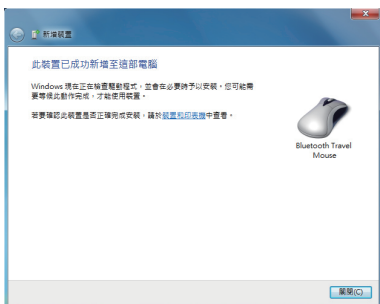 新增裝置
此裝置已成功新增至這部電腦
Windows 現在正在檢查驅動程式，並會在必要時予以安裝。您可能需
要等候此動作完成，才能使用裝置。
若要確認此裝置是否正確完成安裝，請於裝置和印表機中查看。
Bluetooth Travel
Mouse
關閉(C)